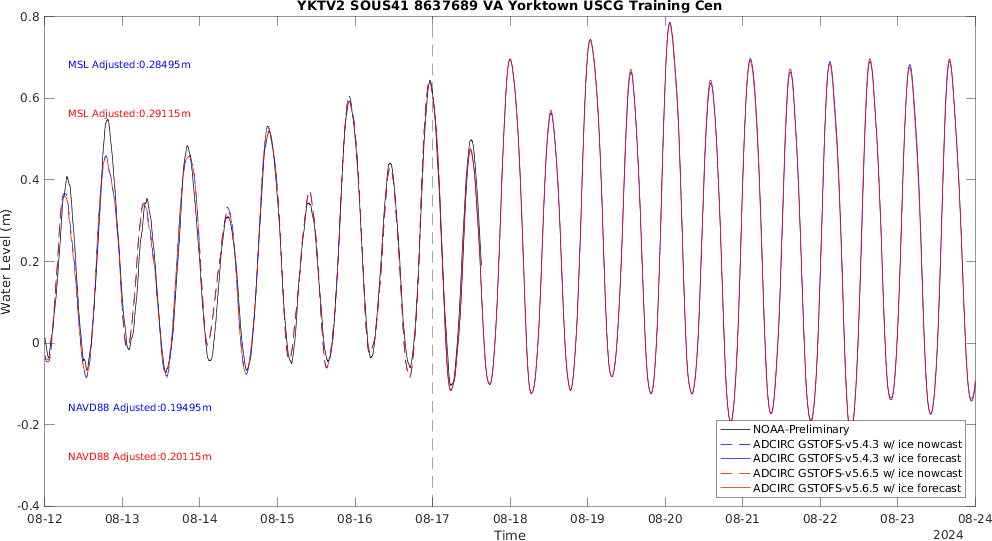 YKTV2 SOUS41 8637689 VA Yorktown USCG Training Cen
0.8
MSL Adjusted:0.28495m
0.6
MSL Adjusted:0.29115m
0.4
Water Level (m)
0.2
0
NAVD88 Adjusted:0.19495m
-0.2
NAVD88 Adjusted:0.20115m
-0.4
NOAA-Preliminary
ADCIRC GSTOFS-v5.4.3 w/ ice nowcast
ADCIRC GSTOFS-v5.4.3 w/ ice forecast
ADCIRC GSTOFS-v5.6.5 w/ ice nowcast
ADCIRC GSTOFS-v5.6.5 w/ ice forecast
08-12 08-13 08-14 08-15 08-16 08-17 08-18 08-19 08-20 08-21 08-22 08-23 08-24
Time
2024